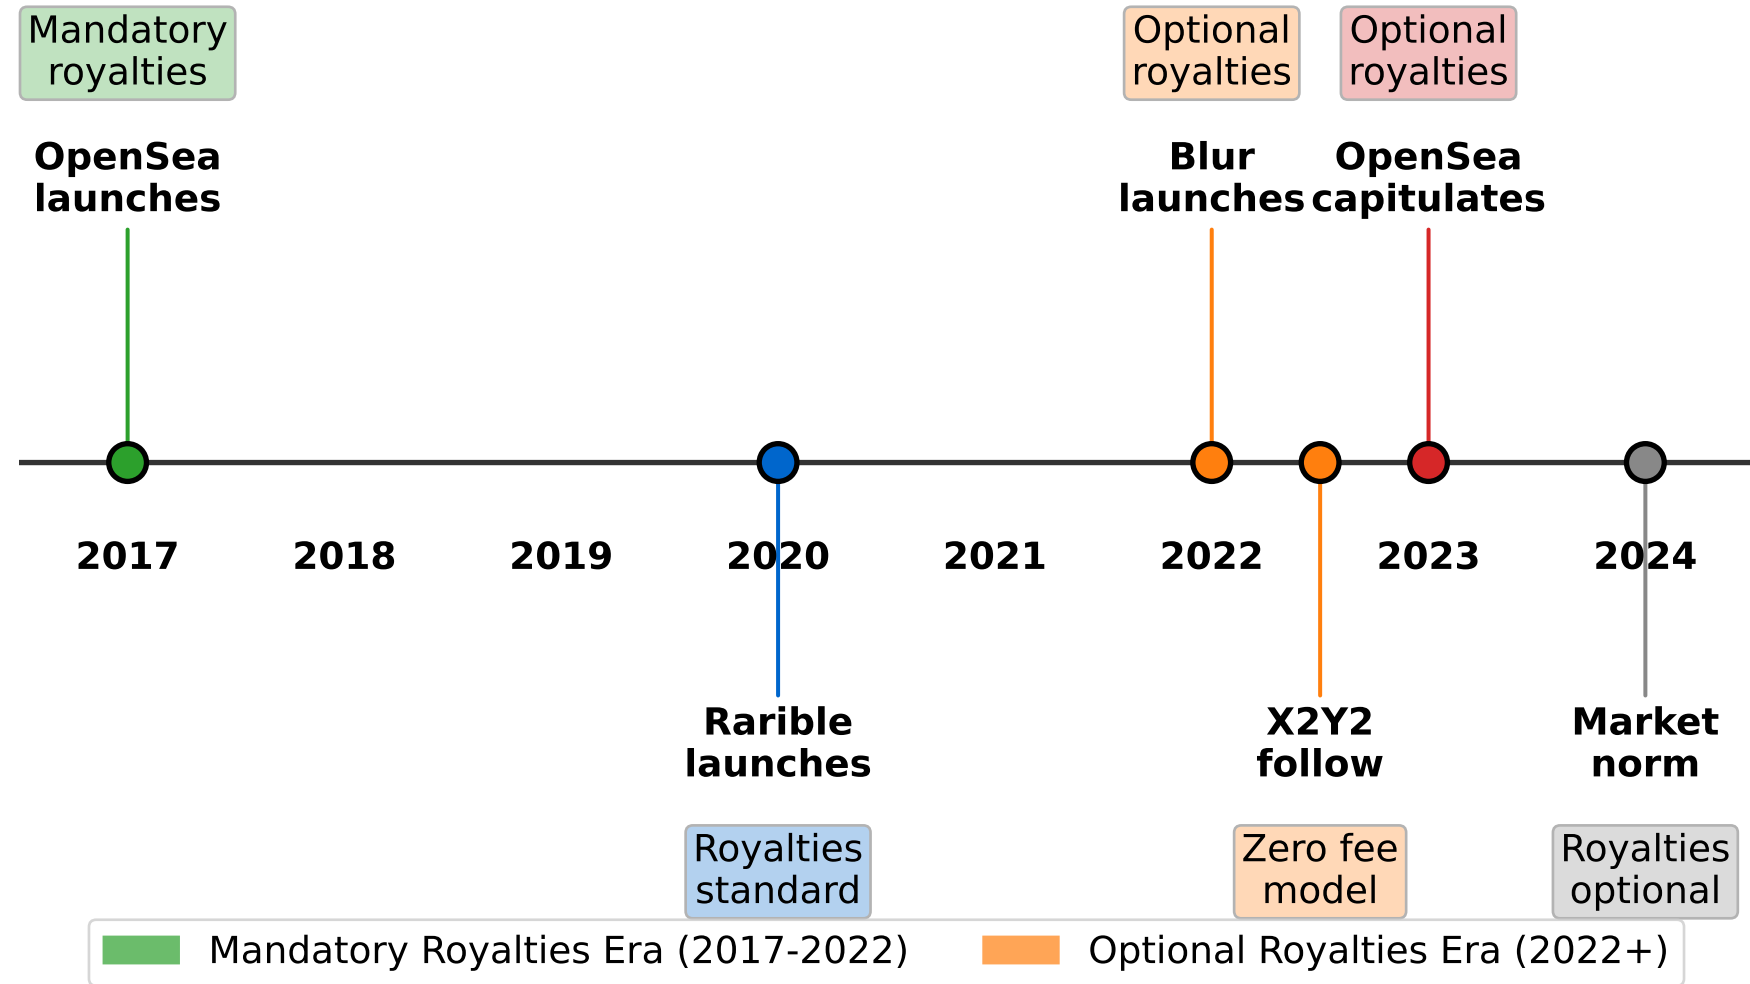 Mandatory
royalties
Optional
royalties
Optional
royalties
OpenSea
launches
Blur
launches
OpenSea
capitulates
2017
2018
2019
2020
2021
2022
2023
2024
Rarible
launches
X2Y2
follow
Market
norm
Royalties
standard
Zero fee
model
Royalties
optional
Mandatory Royalties Era (2017-2022)
Optional Royalties Era (2022+)